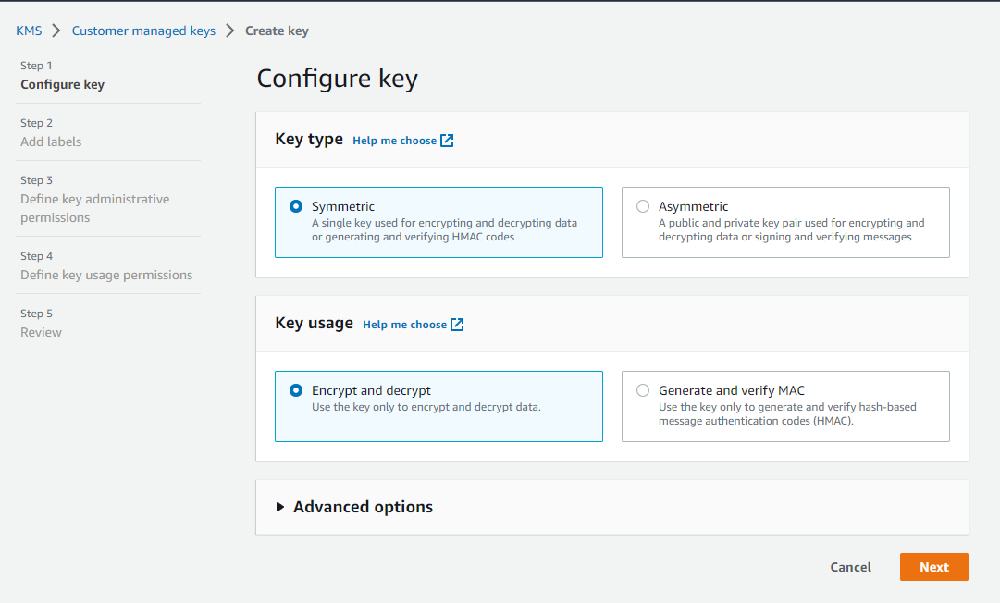 KMS > Customer managed keys > Create key
Step 1
Configure key
Step 2
Add labels
Step 3
Define key administrative
permissions
Step 4
Define key usage permissions
Step 5
Review
Configure key
Key type Help me choose
Symmetric
A single key used for encrypting and decrypting data
or generating and verifying HMAC codes
Asymmetric
A public and private key pair used for encrypting and
decrypting data or signing and verifying messages
Key usage Help me choose
Encrypt and decrypt
Use the key only to encrypt and decrypt data.
Generate and verify MAC
Use the key only to generate and verify hash-based
message authentication codes (HMAC).
Advanced options
Cancel Next